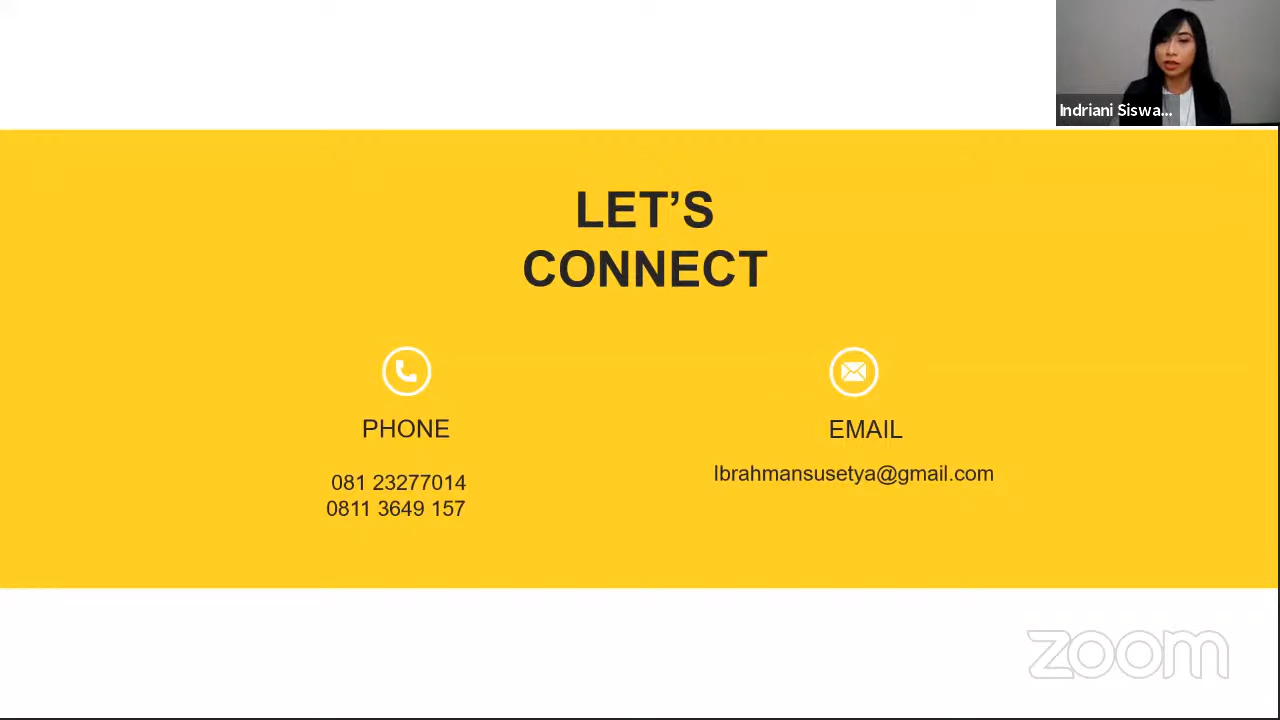 Indriani Siswa...
LET'S
CONNECT
PHONE
081 23277014
0811 3649 157
EMAIL
Ibrahmansusetya@gmail.com
zoom